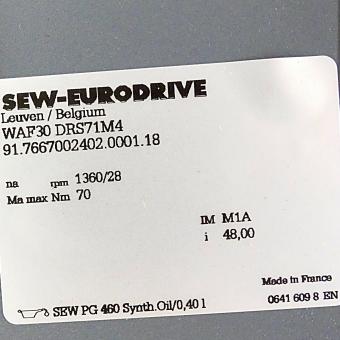 SEW-EURODRIVE
Leuven / Belgium
WAF30 DRS71M4
91.7667002402.0001.18
na rpm 1360/28
Ma max Nm 70
IM M1A
i 48,00
Made in France
SEW PG 460 Synth.Oil/0,40 l
0641 609 8 EN